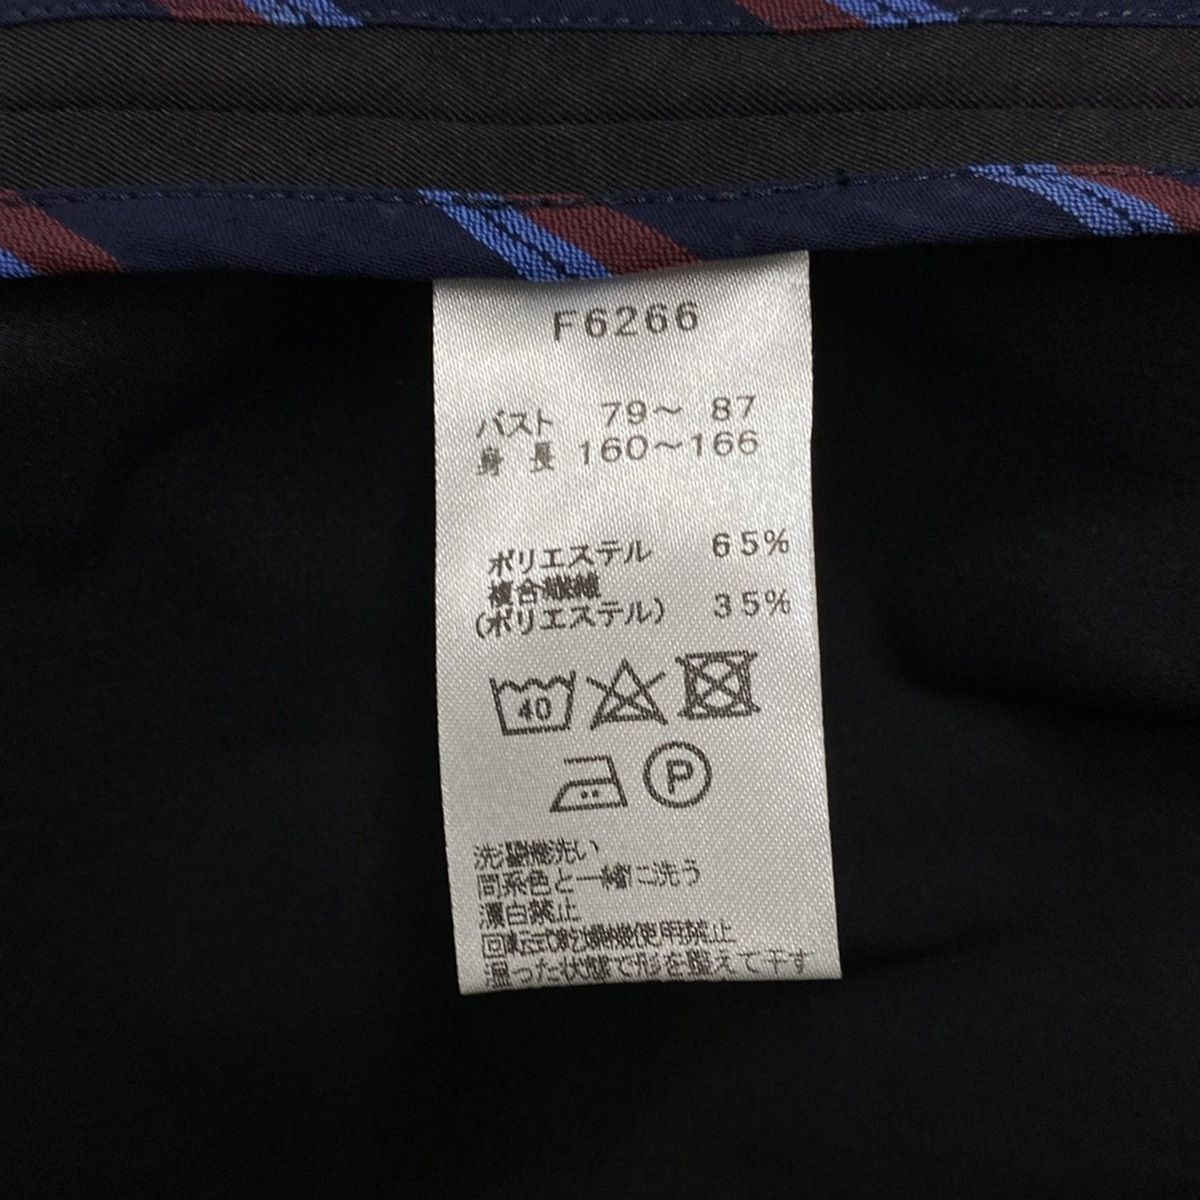 F6266
バスト 79〜 87
身 長 160〜166
ポリエステル 65%
複合繊維
(ポリエステル) 35%
40
P
洗濯機洗い
同系色と一緒に洗う
漂白禁止
回転式乾燥機使用禁止
湿った状態で形を整えて干す